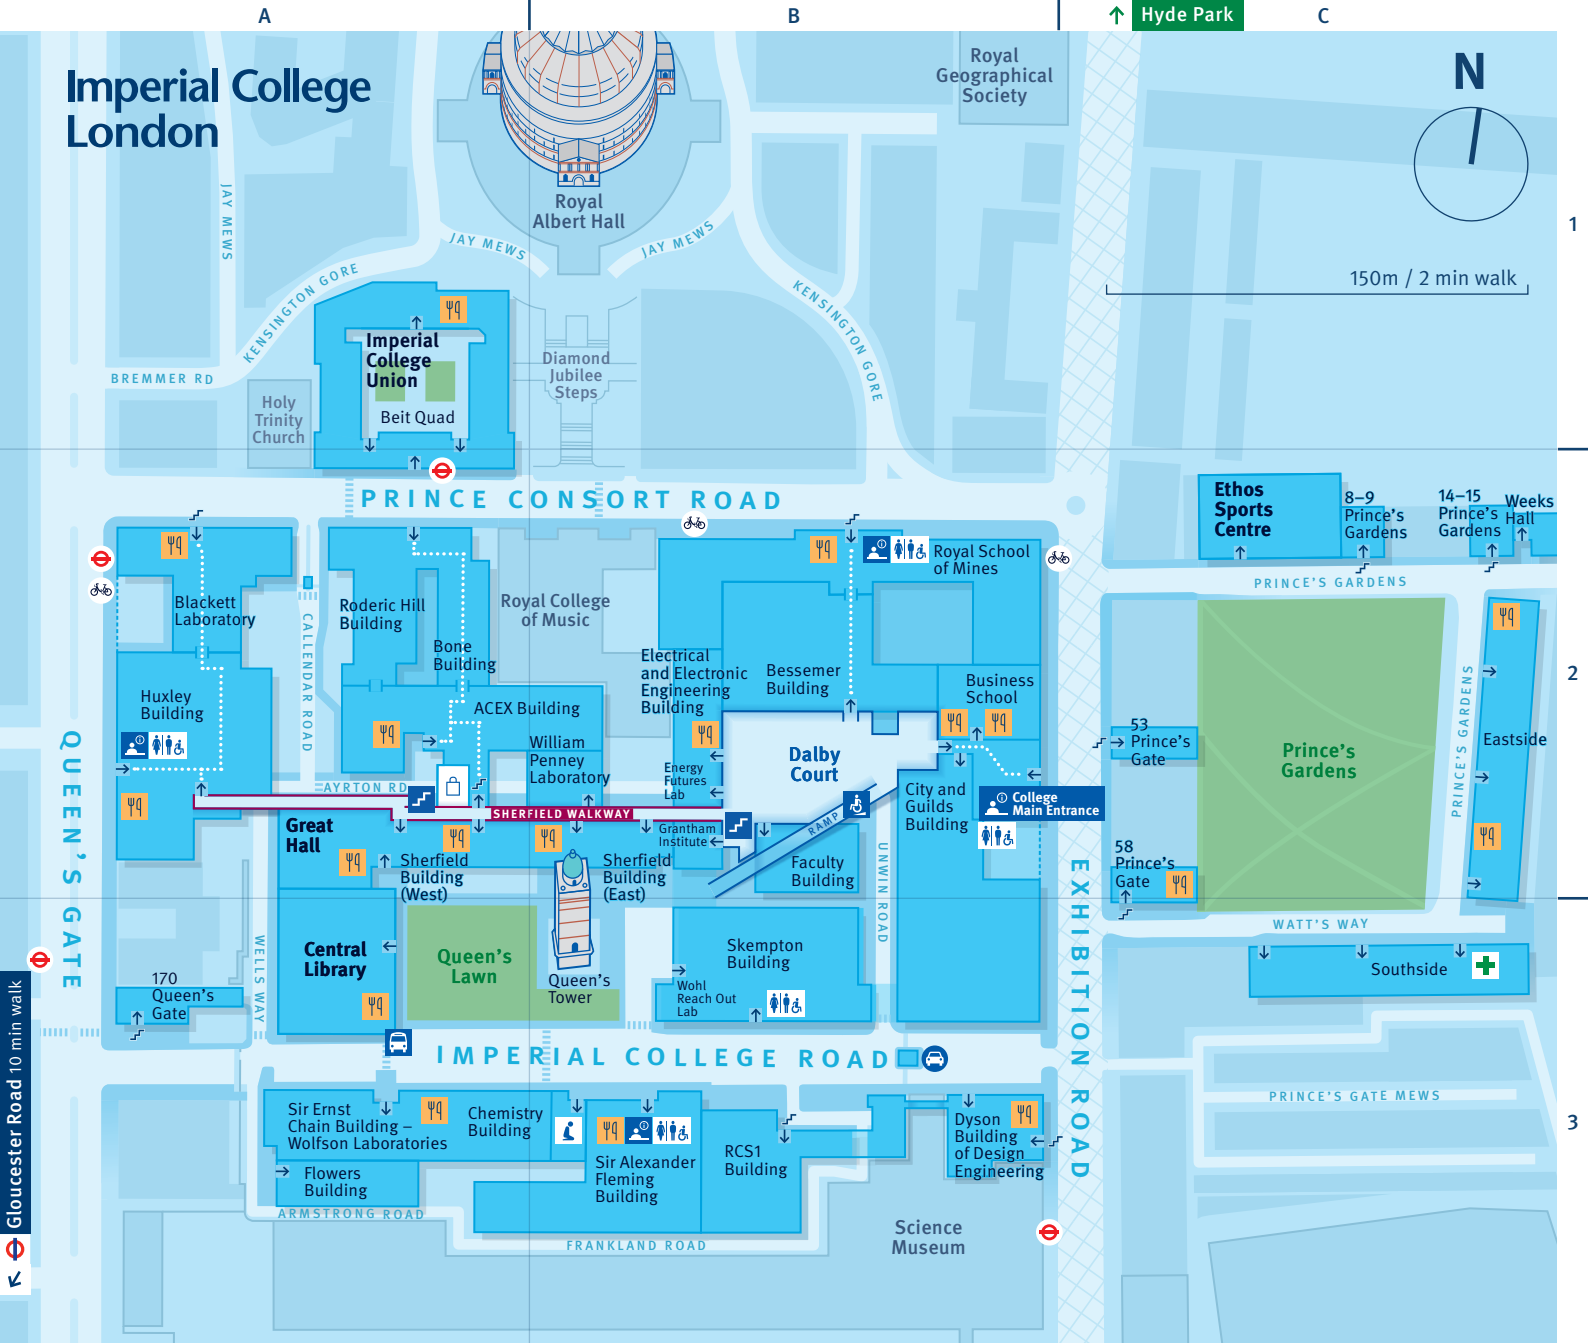 A
B
Hyde Park
C
Imperial College
London
Royal
Geographical
Society
N
JAY MEWS
Royal
Albert Hall
JAY MEWS
JAY MEWS
1
150m / 2 min walk
KENSINGTON GORE
KENSINGTON GORE
Imperial
College
Union
Beit Quad
Diamond
Jubilee
Steps
BREMMER RD
Holy
Trinity
Church
PRINCE CONSORT ROAD
Ethos
Sports
Centre
8–9
Prince's
Gardens
14–15
Prince's
Gardens
Weeks
Hall
Royal School
of Mines
PRINCE'S GARDENS
Blackett
Laboratory
CALLENDAR ROAD
Roderic Hill
Building
Royal College
of Music
Bone
Building
Electrical
and Electronic
Engineering
Building
Bessemer
Building
Business
School
2
Huxley
Building
ACEX Building
William
Penney
Laboratory
Dalby
Court
53
Prince's
Gate
Prince's
Gardens
PRINCE'S GARDENS
Eastside
QUEEN'S GATE
Energy
Futures
Lab
AYRTON RD
SHERFIELD WALKWAY
City and
Guilds
Building
College
Main Entrance
Great
Hall
Grantham
Institute
RAMP
Sherfield
Building
(West)
Sherfield
Building
(East)
Faculty
Building
UNWIN ROAD
EXHIBITION ROAD
58
Prince's
Gate
WATT'S WAY
Central
Library
WELLS WAY
Queen's
Lawn
Queen's
Tower
Skempton
Building
Wohl
Reach Out
Lab
Southside
170
Queen's
Gate
Gloucester Road 10 min walk
IMPERIAL COLLEGE ROAD
PRINCE'S GATE MEWS
3
Sir Ernst
Chain Building –
Wolfson Laboratories
Chemistry
Building
Flowers
Building
Sir Alexander
Fleming
Building
RCS1
Building
Dyson
Building
of Design
Engineering
ARMSTRONG ROAD
FRANKLAND ROAD
Science
Museum